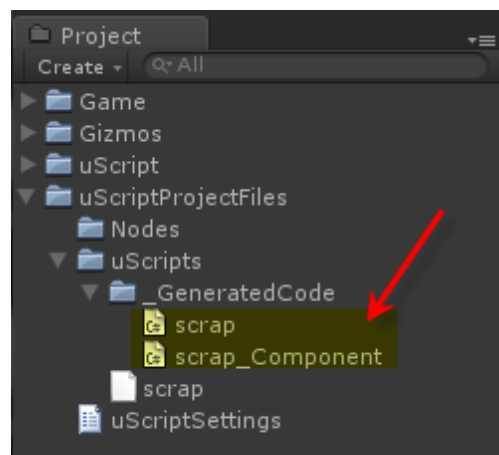 Project
Create All
Game
Gizmos
uScript
uScriptProjectFiles
Nodes
uScripts
_GeneratedCode
C# scrap
C# scrap_Component
scrap
uScriptSettings